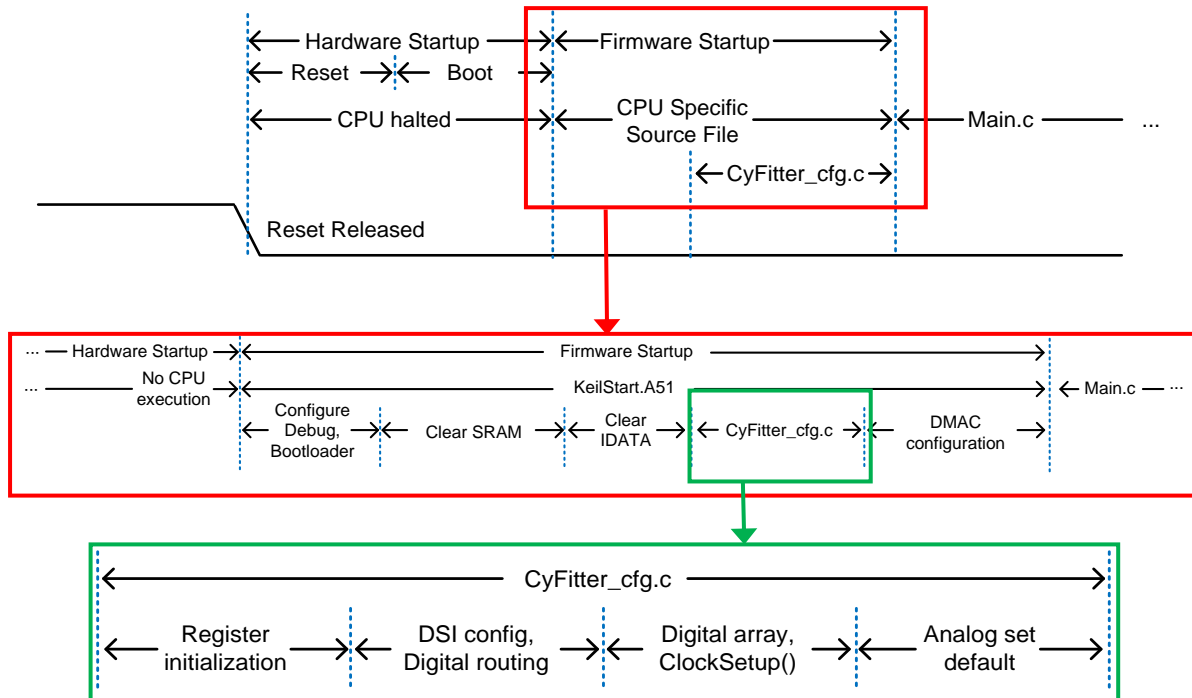 Hardware Startup
Firmware Startup
Reset
Boot
CPU halted
CPU Specific
Source File
Main.c
...
CyFitter_cfg.c
Reset Released
...
Hardware Startup
Firmware Startup
...
No CPU
execution
KeilStart.A51
Main.c
...
Configure
Debug,
Bootloader
Clear SRAM
Clear
IDATA
CyFitter_cfg.c
DMAC
configuration
CyFitter_cfg.c
Register
initialization
DSI config,
Digital routing
Digital array,
ClockSetup()
Analog set
default